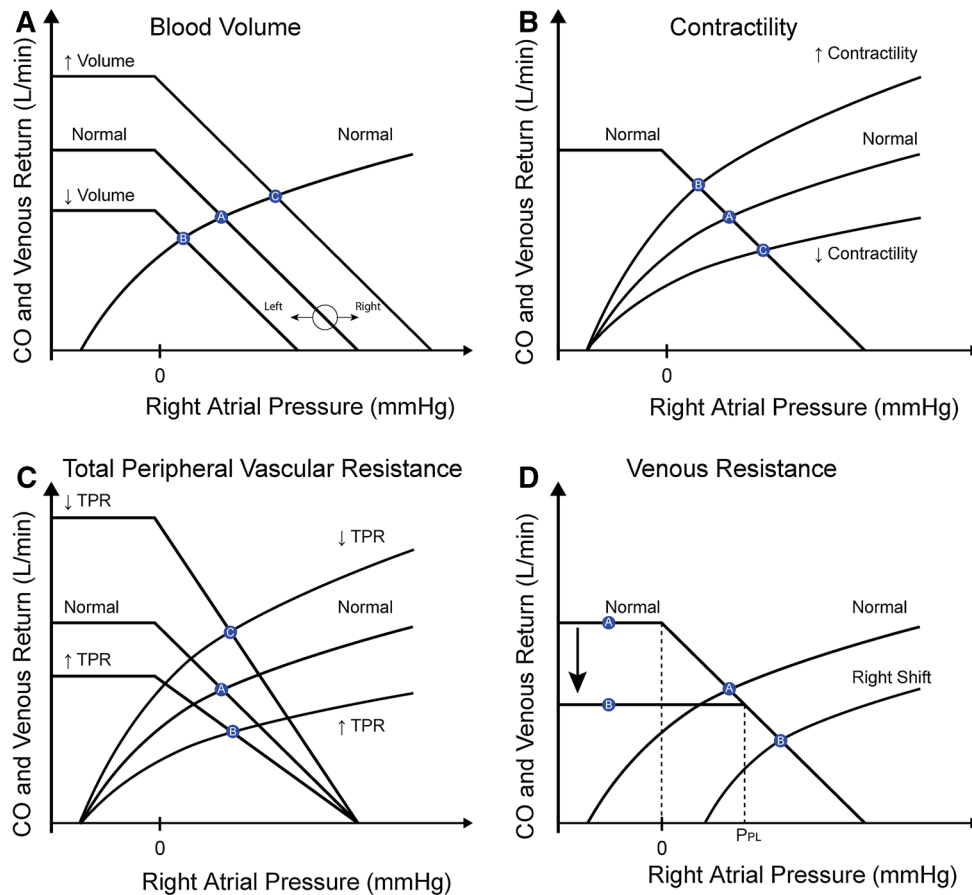 A
Blood Volume
CO and Venous Return (L/min)
↑ Volume
Normal
Normal
↓ Volume
C
A
B
Left
Right
0
Right Atrial Pressure (mmHg)
B
Contractility
CO and Venous Return (L/min)
↑ Contractility
Normal
Normal
B
A
C
↓ Contractility
0
Right Atrial Pressure (mmHg)
C
Total Peripheral Vascular Resistance
CO and Venous Return (L/min)
↓ TPR
↓ TPR
Normal
Normal
C
↑ TPR
A
B
↑ TPR
0
Right Atrial Pressure (mmHg)
D
Venous Resistance
CO and Venous Return (L/min)
Normal
Normal
A
A
Right Shift
B
B
0
PPL
Right Atrial Pressure (mmHg)